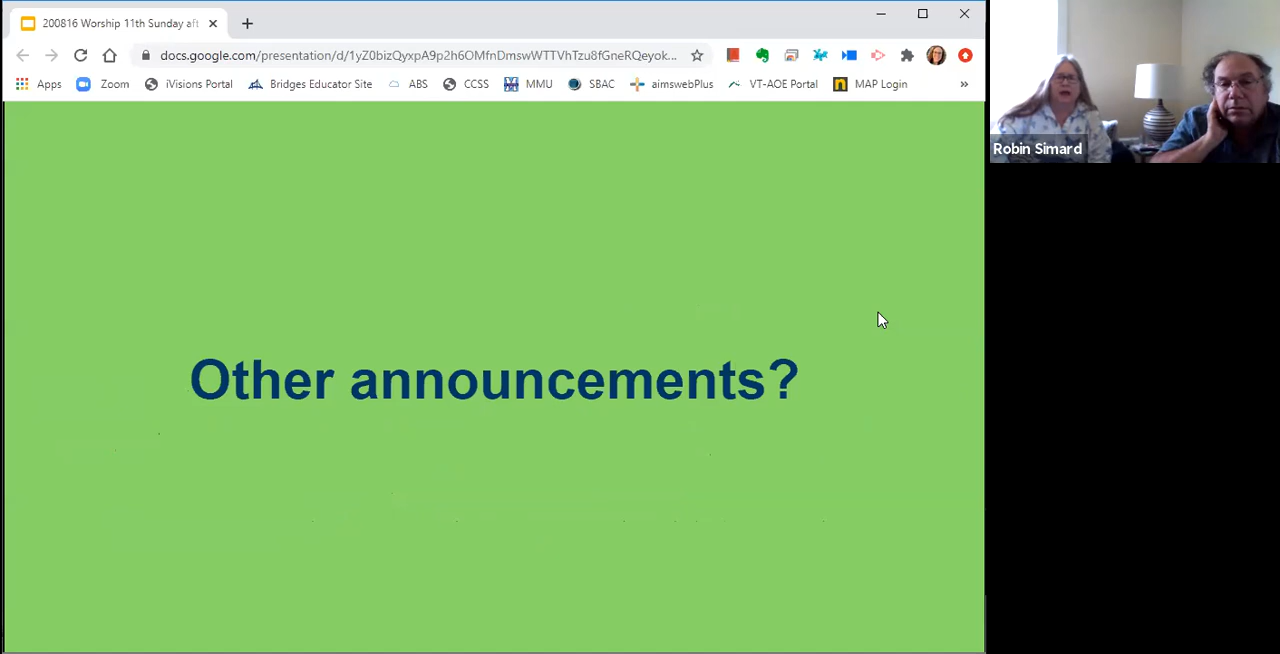 200816 Worship 11th Sunday aft
docs.google.com/presentation/d/1yZ0bizQyxpA9p2h6OMfnDmswWTTVhTzu8fGneRQeyok...
Apps Zoom iVisions Portal Bridges Educator Site ABS CCSS MMU SBAC aimswebPlus VT-AOE Portal MAP Login »
Robin Simard
Other announcements?